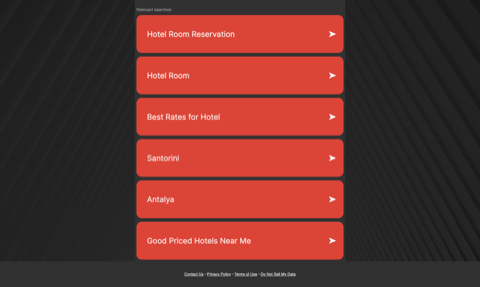 Relevant searches
Hotel Room Reservation
Hotel Room
Best Rates for Hotel
Santorini
Antalya
Good Priced Hotels Near Me
Contact Us • Privacy Policy • Terms of Use • Do Not Sell My Data